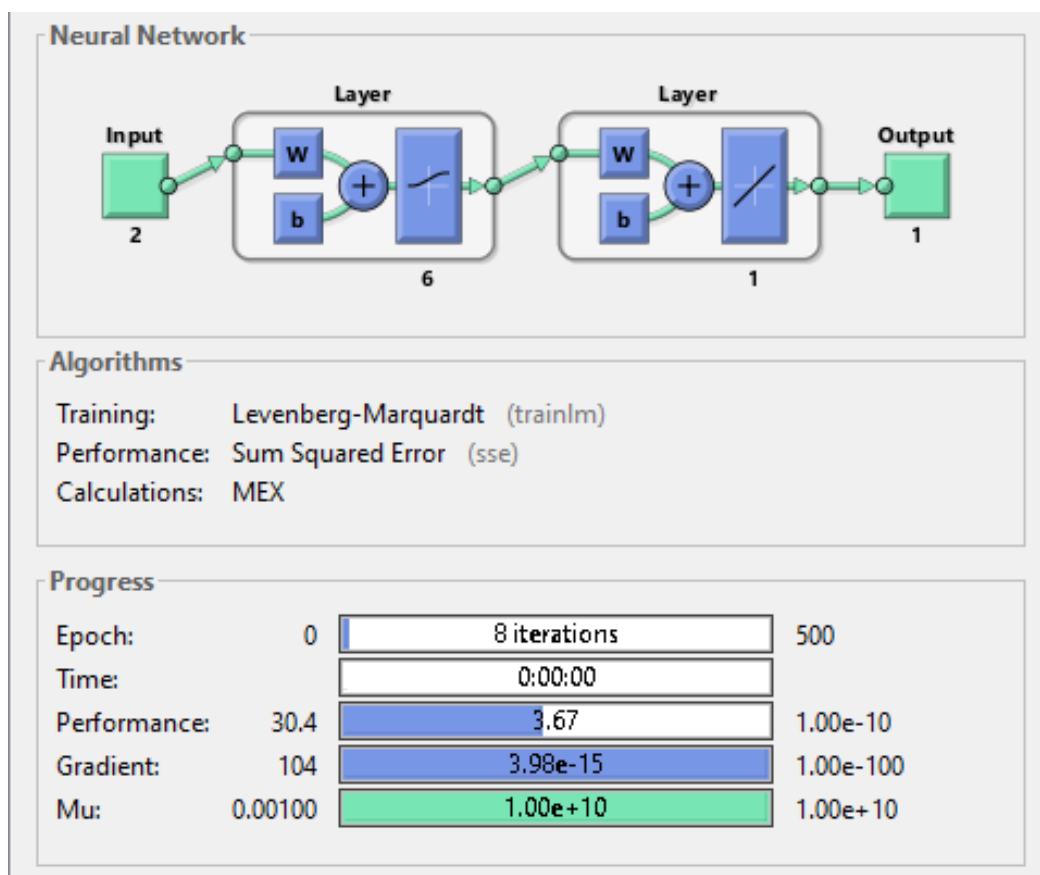 Neural Network
Layer Layer
Input Output
W W
+ +
b b
2 1
6 1
Algorithms
Training: Levenberg-Marquardt (trainlm)
Performance: Sum Squared Error (sse)
Calculations: MEX
Progress
Epoch: 0 8 iterations 500
Time: 0:00:00
Performance: 30.4 3.67 1.00e-10
Gradient: 104 3.98e-15 1.00e-100
Mu: 0.00100 1.00e+10 1.00e+10